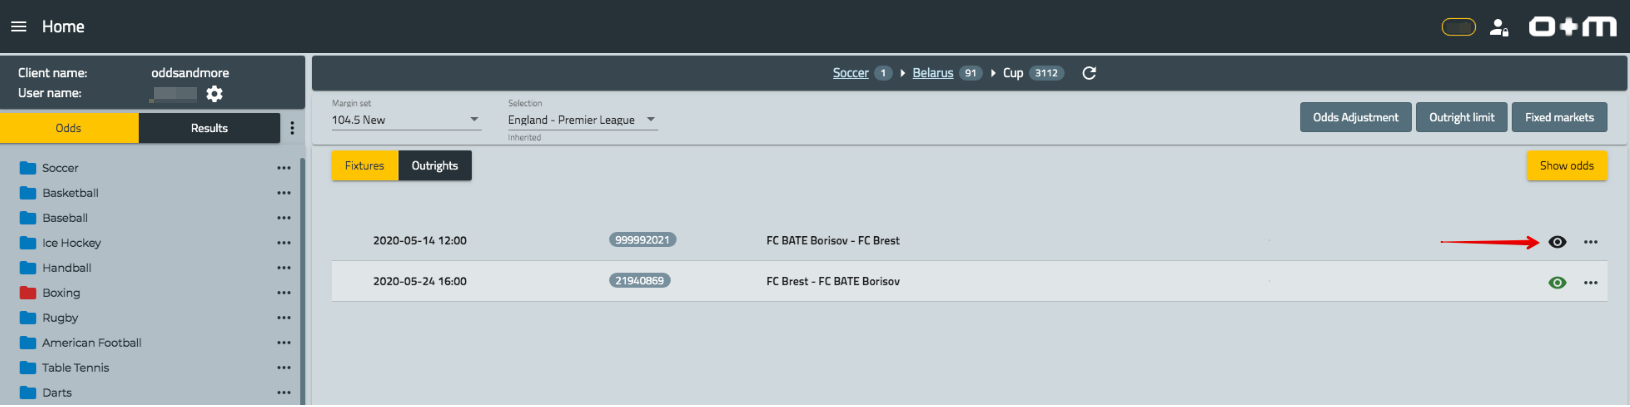 Home
o+m
Client name: oddsandmore
User name:
Soccer 1 Belarus 91 Cup 3112
Odds Results
Margin set
104.5 New
Selection
England - Premier League
Inherited
Odds Adjustment Outright limit Fixed markets
Fixtures Outrights
Show odds
Soccer
Basketball
Baseball
Ice Hockey
Handball
Boxing
Rugby
American Football
Table Tennis
Darts
2020-05-14 12:00 999992021 FC BATE Borisov - FC Brest
2020-05-24 16:00 21940869 FC Brest - FC BATE Borisov